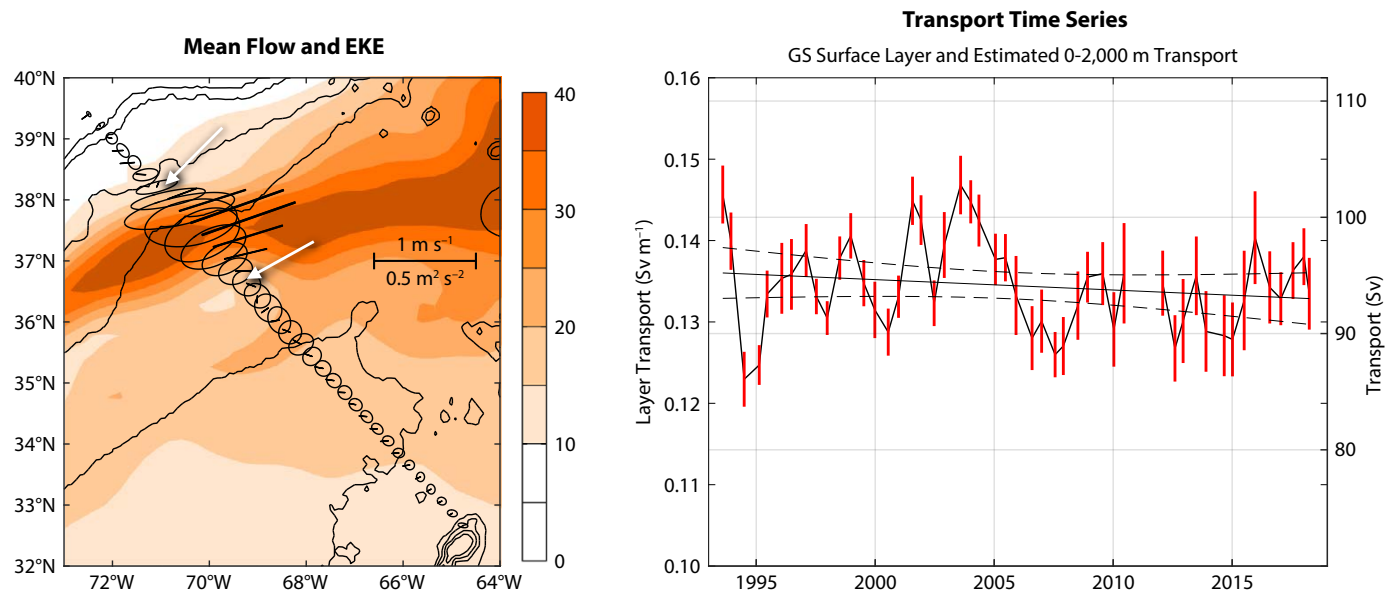 Mean Flow and EKE
40°N
39°N
38°N
37°N
36°N
35°N
34°N
33°N
32°N
72°W
70°W
68°W
66°W
64°W
1 m s⁻¹
0.5 m² s⁻²
40
30
20
10
0
Transport Time Series
GS Surface Layer and Estimated 0-2,000 m Transport
Layer Transport (Sv m⁻¹)
0.16
0.15
0.14
0.13
0.12
0.11
0.10
1995
2000
2005
2010
2015
110
100
90
80
Transport (Sv)